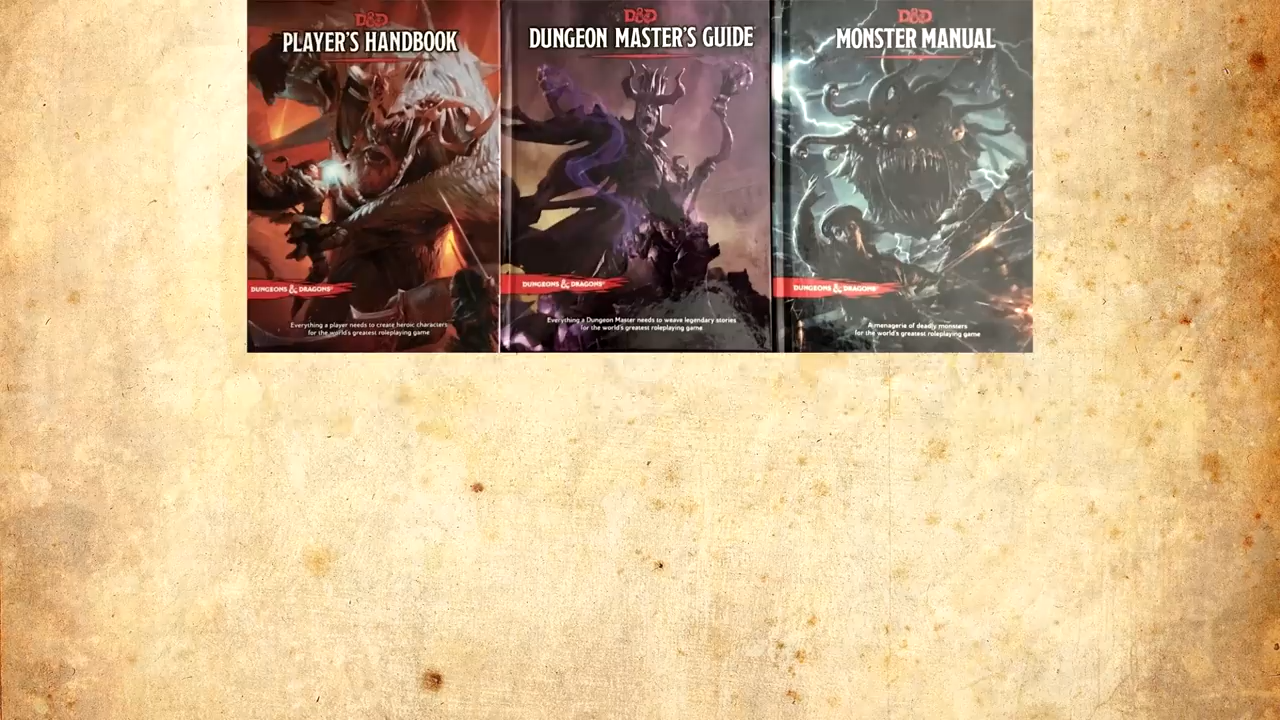 D&D
PLAYER'S HANDBOOK
DUNGEONS & DRAGONS
Everything a player needs to create heroic characters
for the world's greatest roleplaying game
D&D
DUNGEON MASTER'S GUIDE
DUNGEONS & DRAGONS®
Everything a Dungeon Master needs to weave legendary stories
for the world's greatest roleplaying game
D&D
MONSTER MANUAL
DUNGEONS & DRAGONS®
A menagerie of deadly monsters
for the world's greatest roleplaying game